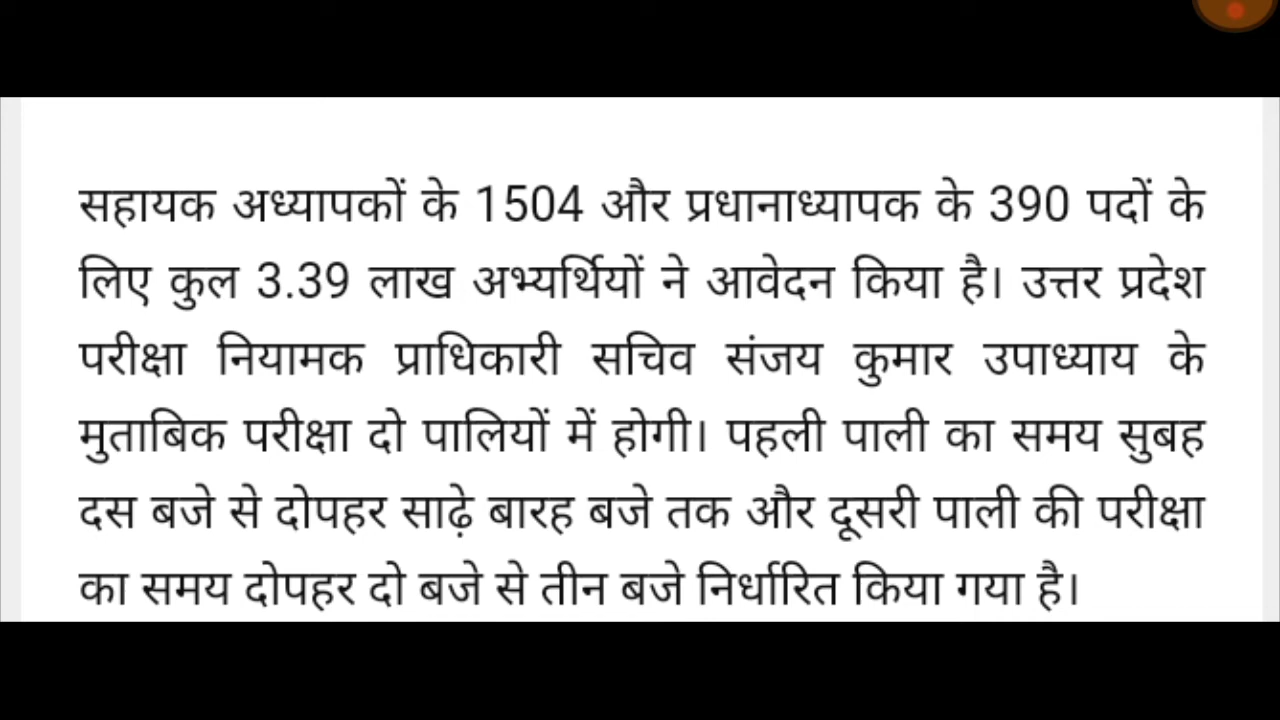 सहायक अध्यापकों के 1504 और प्रधानाध्यापक के 390 पदों के
लिए कुल 3.39 लाख अभ्यर्थियों ने आवेदन किया है। उत्तर प्रदेश
परीक्षा नियामक प्राधिकारी सचिव संजय कुमार उपाध्याय के
मुताबिक परीक्षा दो पालियों में होगी। पहली पाली का समय सुबह
दस बजे से दोपहर साढ़े बारह बजे तक और दूसरी पाली की परीक्षा
का समय दोपहर दो बजे से तीन बजे निर्धारित किया गया है।